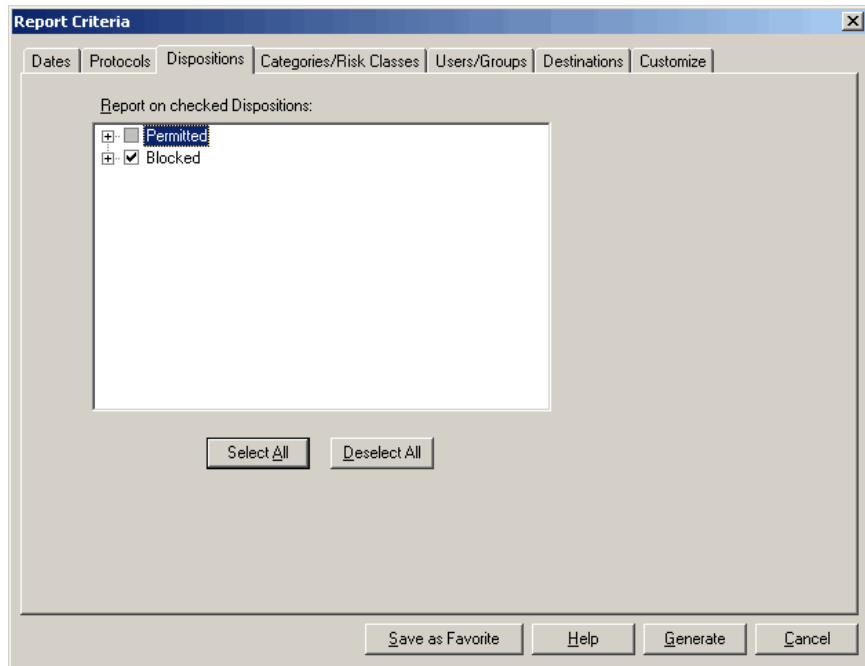 Report Criteria
Dates Protocols Dispositions Categories/Risk Classes Users/Groups Destinations Customize
Report on checked Dispositions:
Permitted
Blocked
Select All Deselect All
Save as Favorite Help Generate Cancel